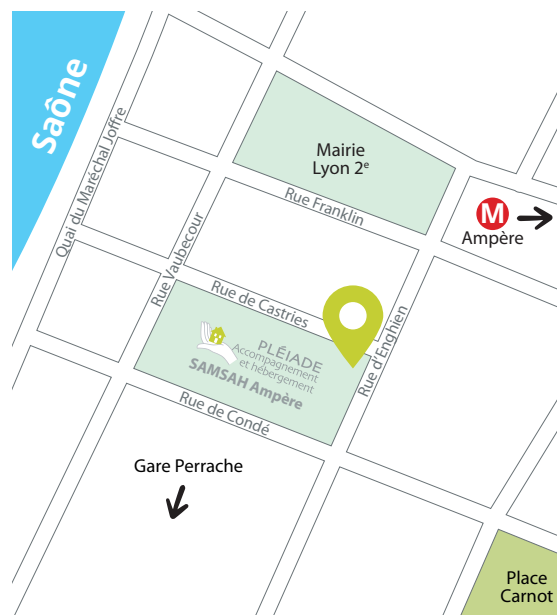 Saône
Quai du Maréchal Joffre
Mairie
Lyon 2e
Rue Franklin
M
Ampère
Rue Vaubecour
Rue de Castries
PLÉIADE
Accompagnement
et hébergement
SAMSAH Ampère
Rue d'Enghien
Rue de Condé
Gare Perrache
Place
Carnot